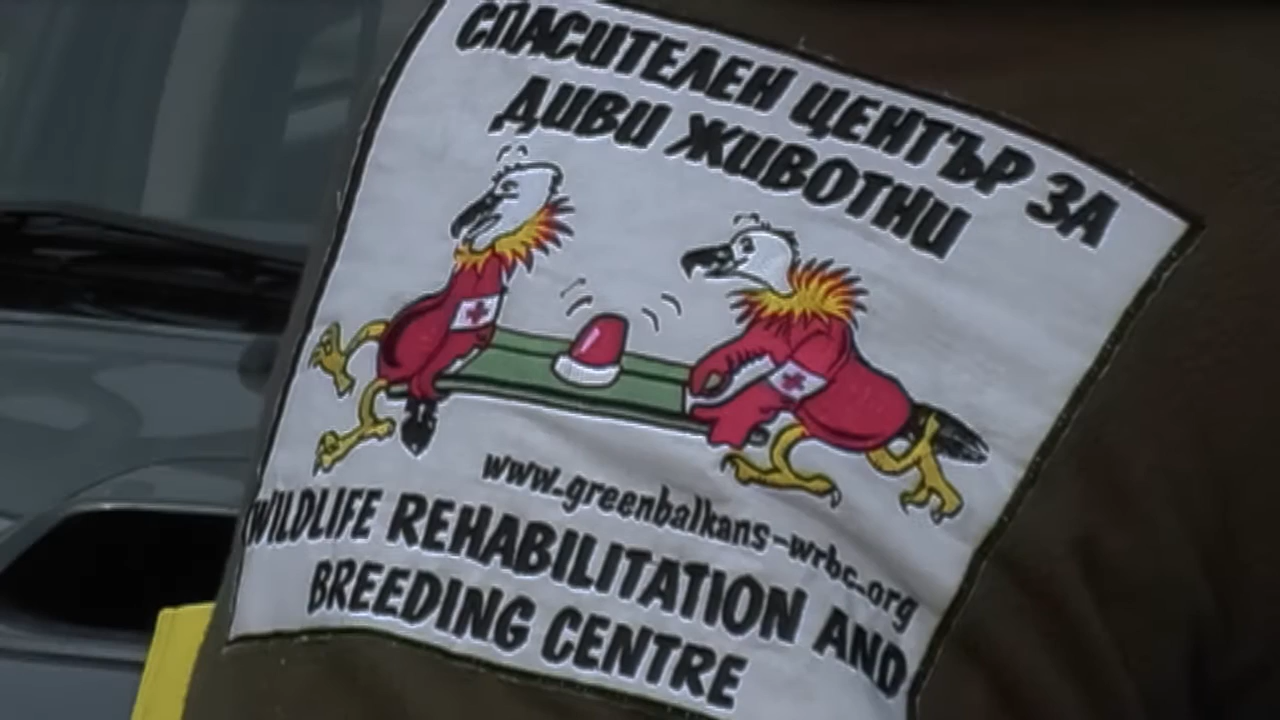 СПАСИТЕЛЕН ЦЕНТЪР ЗА
ДИВИ ЖИВОТНИ
www.greenbalkans-wrbc.org
WILDLIFE REHABILITATION AND
BREEDING CENTRE